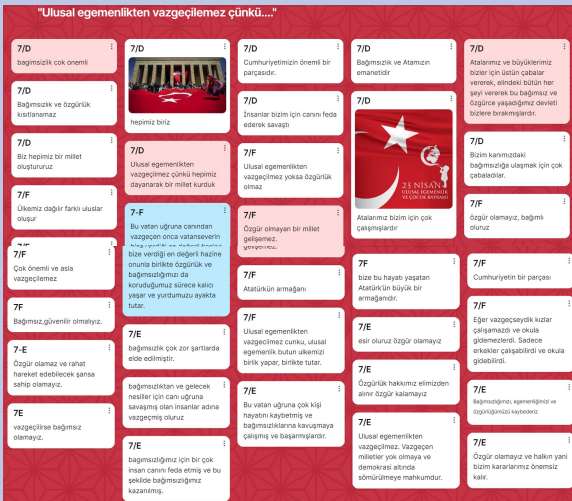 "Ulusal egemenlikten vazgeçilemez çünkü...."
7/D
bagimsizlik cok onemli
7/D
Bağımsızlık ve özgürlük
kısıtlanamaz
7/D
Biz hepimiz bir millet
oluştururuz
7/F
Ülkemiz dağılır farklı uluslar
oluşur
7/F
Çok önemli ve asla
vazgeçilemez
7F
Bağımsız,güvenilir olmalıyız.
7-E
Özgür olamaz ve rahat
hareket edebilecek şansa
sahip olamayız.
7E
vazgeçilirse bağımsız
olamayız.
7/D
hepimiz biriz
7/D
Ulusal egemenlikten
vazgeçilmez çünkü hepimiz
dayanarak bir millet kurduk
7-F
Bu vatan uğruna canından
vazgeçen onca vatanseverin
bize verdiği en değerli hazine
onunla birlikte özgürlük ve
bağımsızlığımızı da
koruduğumuz sürece kalıcı
yaşar ve yurdumuzu ayakta
tutar.
7/E
bağımsızlık çok zor şartlarda
elde edilmiştir.
bağımsızlıktan ve gelecek
nesiller için canı uğruna
savaşmış olan insanlar adına
vazgeçmiş oluruz
7/E
bagimsizliğımız için bir çok
insan canını feda etmiş ve bu
şekilde bağımsızlığımız
kazanılmış.
7/D
Cumhuriyetimizin önemli bir
parçasıdır.
7/D
İnsanlar bizim için canını feda
ederek savaştı
7/F
Ulusal egemenlikten
vazgeçilmez yoksa özgürlük
olmaz
7/F
Özgür olmayan bir millet
gelişemez.
7/F
Atatürkün armağanı
7/F
Ulusal egemenlikten
vazgecilmez cunku, ulusal
egemenlik butun ulkemizi
birlik yapar, birlikte tutar.
7/E
Bu vatan uğruna çok kişi
hayatını kaybetmiş ve
bağımsızlıklarına kavuşmaya
çalışmış ve başarmışlardır.
7/D
Bağımsızlık ve Atamızın
emanetidir
7/D
23 NİSAN
ULUSAL EGEMENLİK
VE ÇOCUK BAYRAMI
Atalarımız bizim için çok
çalışmışlardır
7F
bize bu hayatı yaşatan
Atatürkün büyük bir
armağanıdır.
7/E
esir oluruz özgür olamayız
7/E
Özgürlük hakkımız elimizden
alınır özgür kalamayız
7/E
Ulusal egemenlikten
vazgeçilmez. Vazgeçen
milletler yok olmaya ve
demokrasi altında
sömürülmeye mahkumdur.
7/D
Atalarımız ve büyüklerimiz
bizler için üstün çabalar
vererek, elindeki bütün her
şeyi vererek bu bağımsız ve
özgürce yaşadığımız devleti
bizlere bırakmışlardır.
7/D
Bizim kanımızdaki
bağımsızlığa ulaşmak için çok
çabaladılar.
7/F
özgür olamayız, bağımlı
oluruz
7/F
Cumhuriyetin bir parçası
7/F
Eğer vazgeçseydik kızlar
çalışamazdı ve okula
gidemezlerdi. Sadece
erkekler çalışabilirdi ve okula
gidebilirdi.
7/E
Bağımsızlığımızı, egemenliğimizi ve
özgürlüğümüzü kaybederiz
7/E
Özgür olamayız ve halkın yani
bizim kararlarımız önemsiz
kalır.